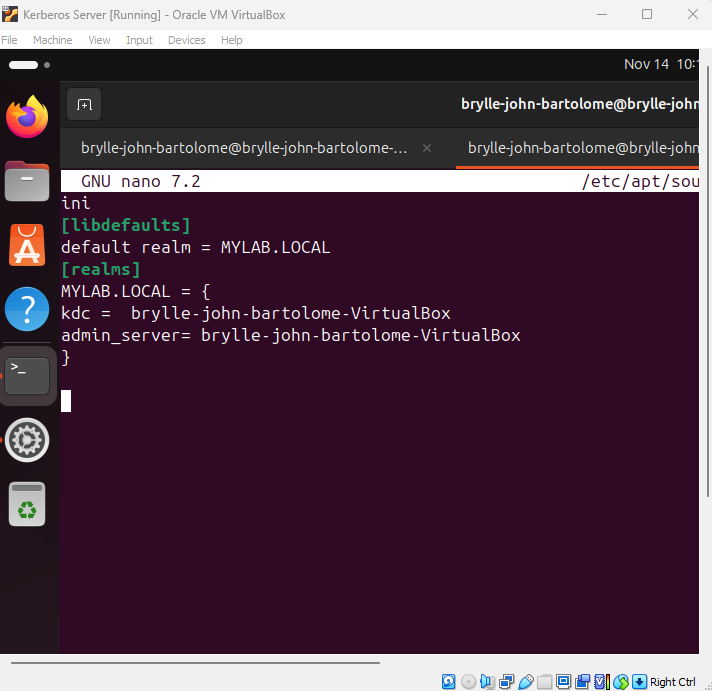 Kerberos Server [Running] - Oracle VM VirtualBox
File Machine View Input Devices Help
Nov 14 10:
brylle-john-bartolome@brylle-john
brylle-john-bartolome@brylle-john-bartolome-... × brylle-john-bartolome@brylle-john
GNU nano 7.2 /etc/apt/sou
ini
[libdefaults]
default realm = MYLAB.LOCAL
[realms]
MYLAB.LOCAL = {
kdc =  brylle-john-bartolome-VirtualBox
admin_server= brylle-john-bartolome-VirtualBox
}
Right Ctrl